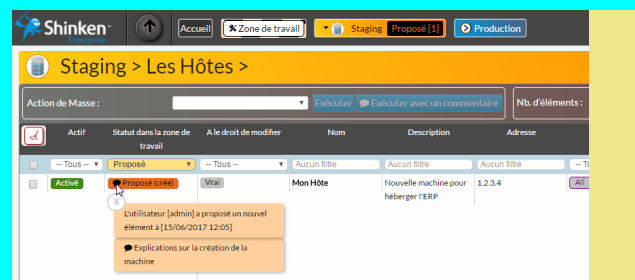 Shinken
Enterprise
Accueil
Zone de travail
Staging Proposé [1]
Production
Staging > Les Hôtes >
Action de Masse :
Exécuter
Exécuter avec un commentaire
Nb. d'éléments :
Actif
Statut dans la zone de travail
A le droit de modifier
Nom
Description
Adresse
-- Tous --
Proposé
-- Tous --
Aucun filtre
Aucun filtre
Aucun filtre
Activé
Proposé (créé)
Vrai
Mon Hôte
Nouvelle machine pour
héberger l'ERP
1.2.3.4
All
L'utilisateur [admin] a proposé un nouvel
élément à [15/06/2017 12:05]
Explications sur la création de la
machine